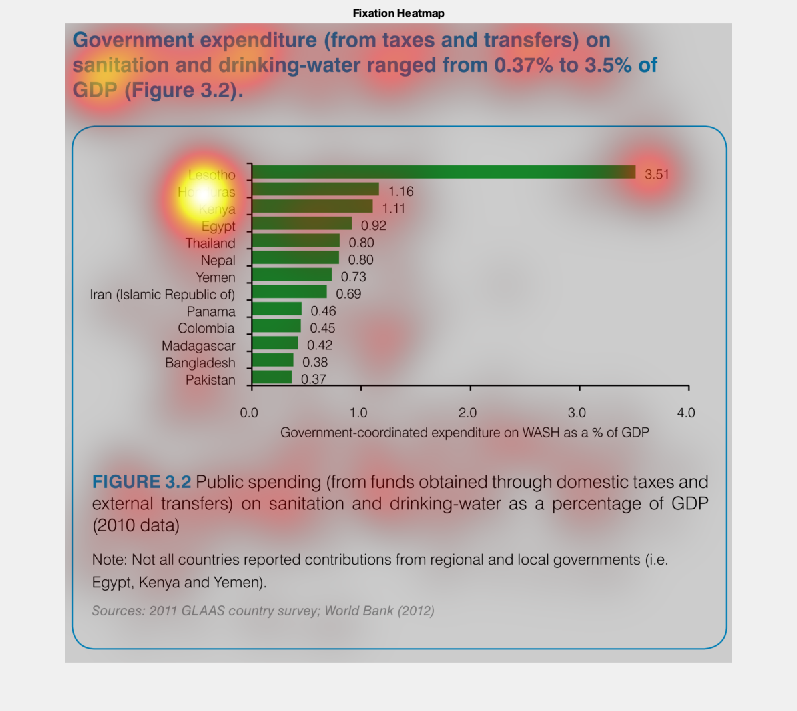 Fixation Heatmap
Government expenditure (from taxes and transfers) on
sanitation and drinking-water ranged from 0.37% to 3.5% of
GDP (Figure 3.2).
Lesotho 3.51
Honduras 1.16
Kenya 1.11
Egypt 0.92
Thailand 0.80
Nepal 0.80
Yemen 0.73
Iran (Islamic Republic of) 0.69
Panama 0.46
Colombia 0.45
Madagascar 0.42
Bangladesh 0.38
Pakistan 0.37
0.0 1.0 2.0 3.0 4.0
Government-coordinated expenditure on WASH as a % of GDP
FIGURE 3.2 Public spending (from funds obtained through domestic taxes and
external transfers) on sanitation and drinking-water as a percentage of GDP
(2010 data)
Note: Not all countries reported contributions from regional and local governments (i.e.
Egypt, Kenya and Yemen).
Sources: 2011 GLAAS country survey; World Bank (2012)